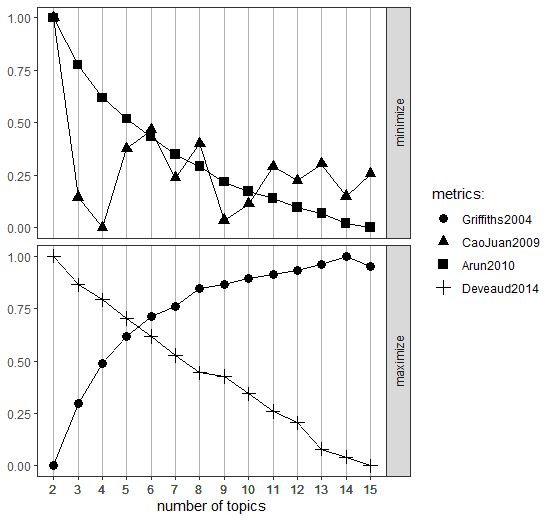 1.00
0.75
0.50
0.25
0.00
minimize
1.00
0.75
0.50
0.25
0.00
maximize
2 3 4 5 6 7 8 9 10 11 12 13 14 15
number of topics
metrics:
Griffiths2004
CaoJuan2009
Arun2010
Deveaud2014